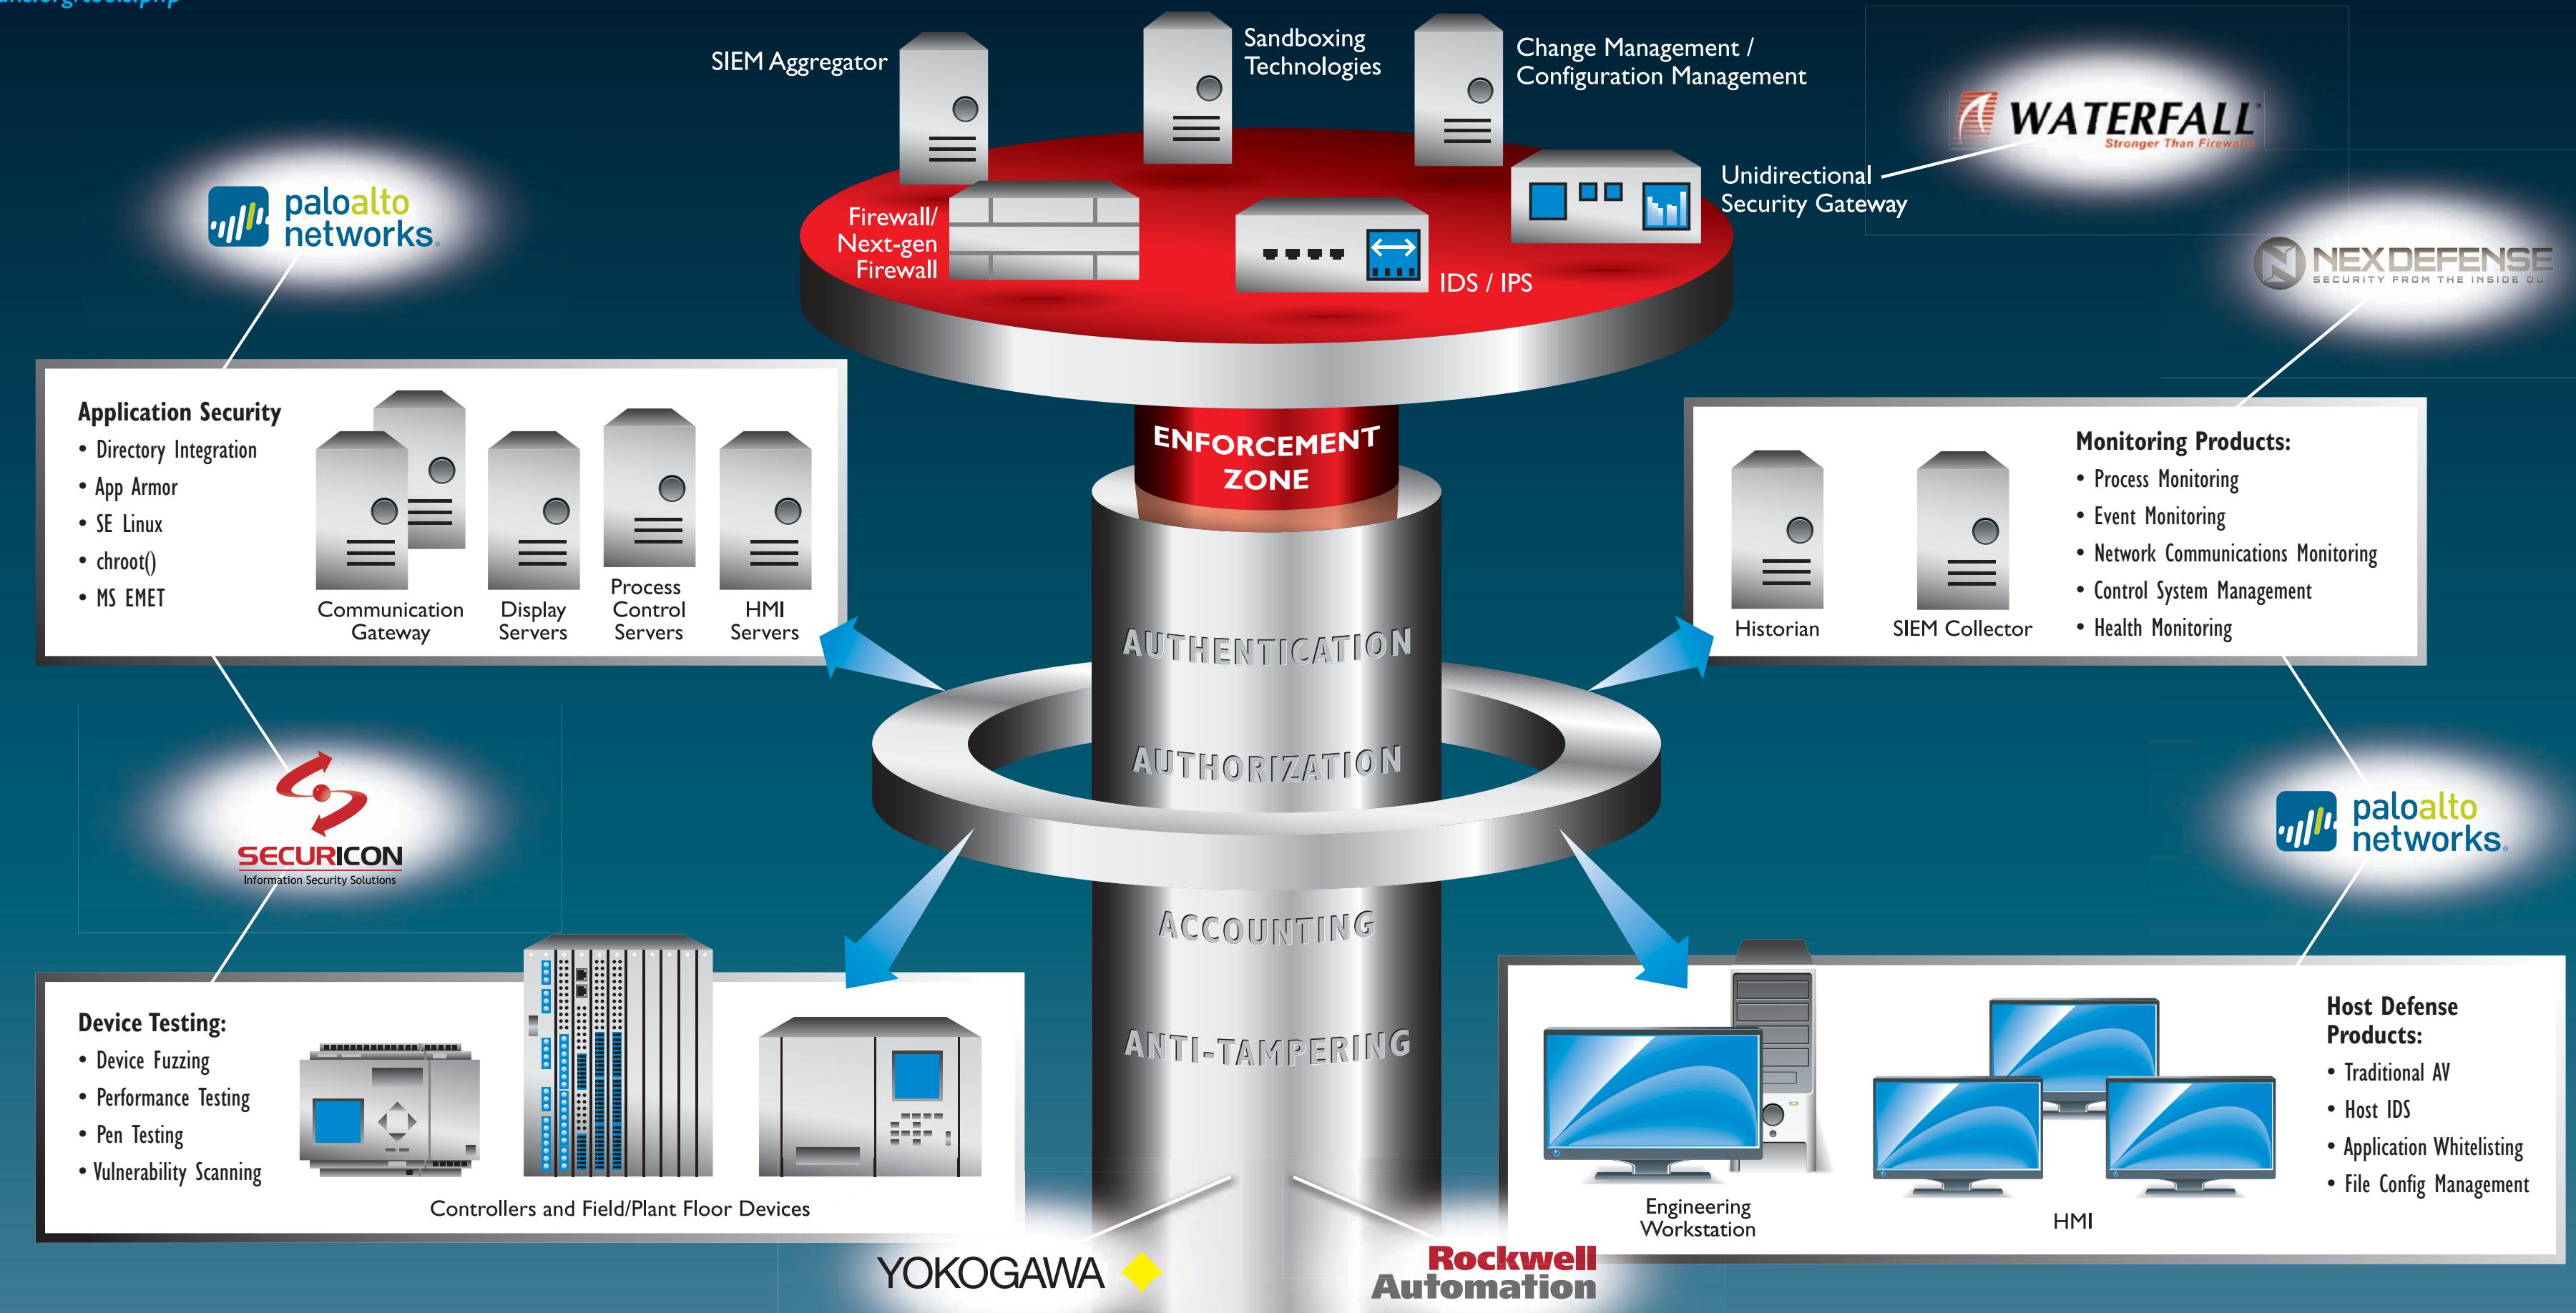 SIEM Aggregator
Sandboxing
Technologies
Change Management /
Configuration Management
WATERFALL®
Stronger Than Firewalls
Unidirectional
Security Gateway
Firewall/
Next-gen
Firewall
IDS / IPS
paloalto
networks®
NEXDEFENSE
SECURITY FROM THE INSIDE OUT
ENFORCEMENT
ZONE
Application Security
• Directory Integration
• App Armor
• SE Linux
• chroot()
• MS EMET
Communication
Gateway
Display
Servers
Process
Control
Servers
HMI
Servers
Historian
SIEM Collector
Monitoring Products:
• Process Monitoring
• Event Monitoring
• Network Communications Monitoring
• Control System Management
• Health Monitoring
AUTHENTICATION
AUTHORIZATION
ACCOUNTING
ANTI-TAMPERING
SECURICON
Information Security Solutions
paloalto
networks®
Device Testing:
• Device Fuzzing
• Performance Testing
• Pen Testing
• Vulnerability Scanning
Controllers and Field/Plant Floor Devices
Engineering
Workstation
HMI
Host Defense
Products:
• Traditional AV
• Host IDS
• Application Whitelisting
• File Config Management
YOKOGAWA
Rockwell
Automation